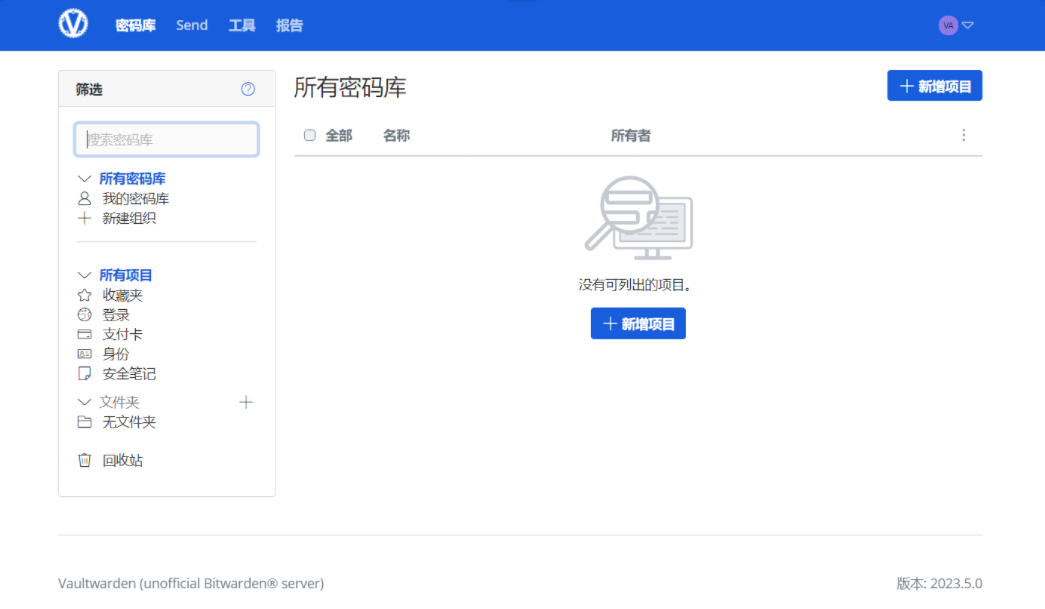 密码库 Send 工具 报告 VA
筛选
搜索密码库
所有密码库
我的密码库
新建组织
所有项目
收藏夹
登录
支付卡
身份
安全笔记
文件夹
无文件夹
回收站
所有密码库 新增项目
全部 名称 所有者
没有可列出的项目。
新增项目
Vaultwarden (unofficial Bitwarden® server) 版本: 2023.5.0